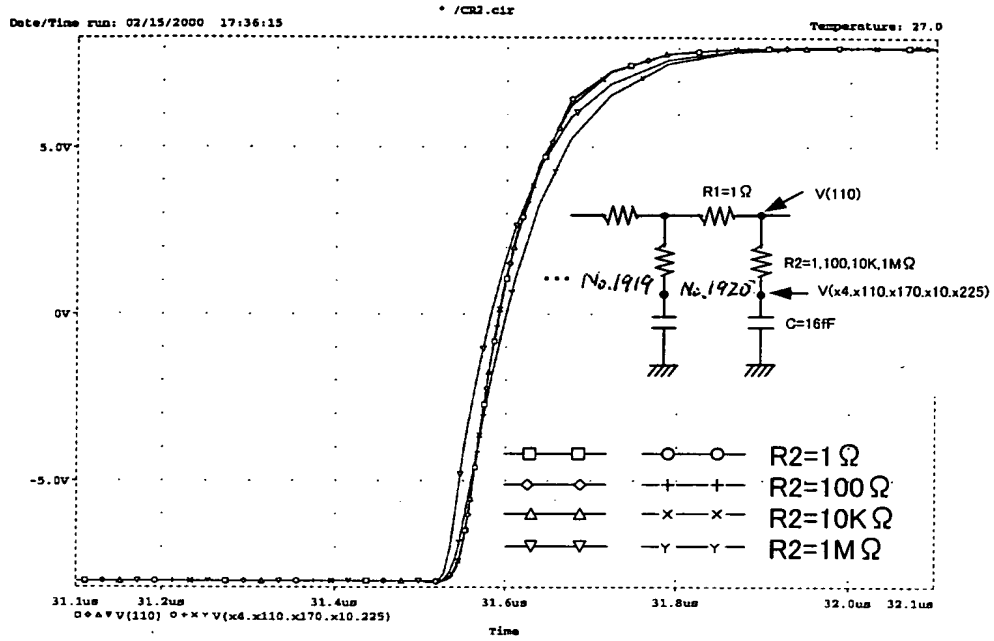 * /CR2.cir
Date/Time run: 02/15/2000 17:36:15
Temperature: 27.0
5.0V
0V
-5.0V
R1=1Ω
V(110)
R2=1,100,10K,1MΩ
... No.1919
No.1920
V(x4.x110.x170.x10.x225)
C=16fF
R2=1Ω
R2=100Ω
R2=10KΩ
R2=1MΩ
31.1us 31.2us 31.4us 31.6us 31.8us 32.0us 32.1us
V(110) V(x4.x110.x170.x10.225)
Time